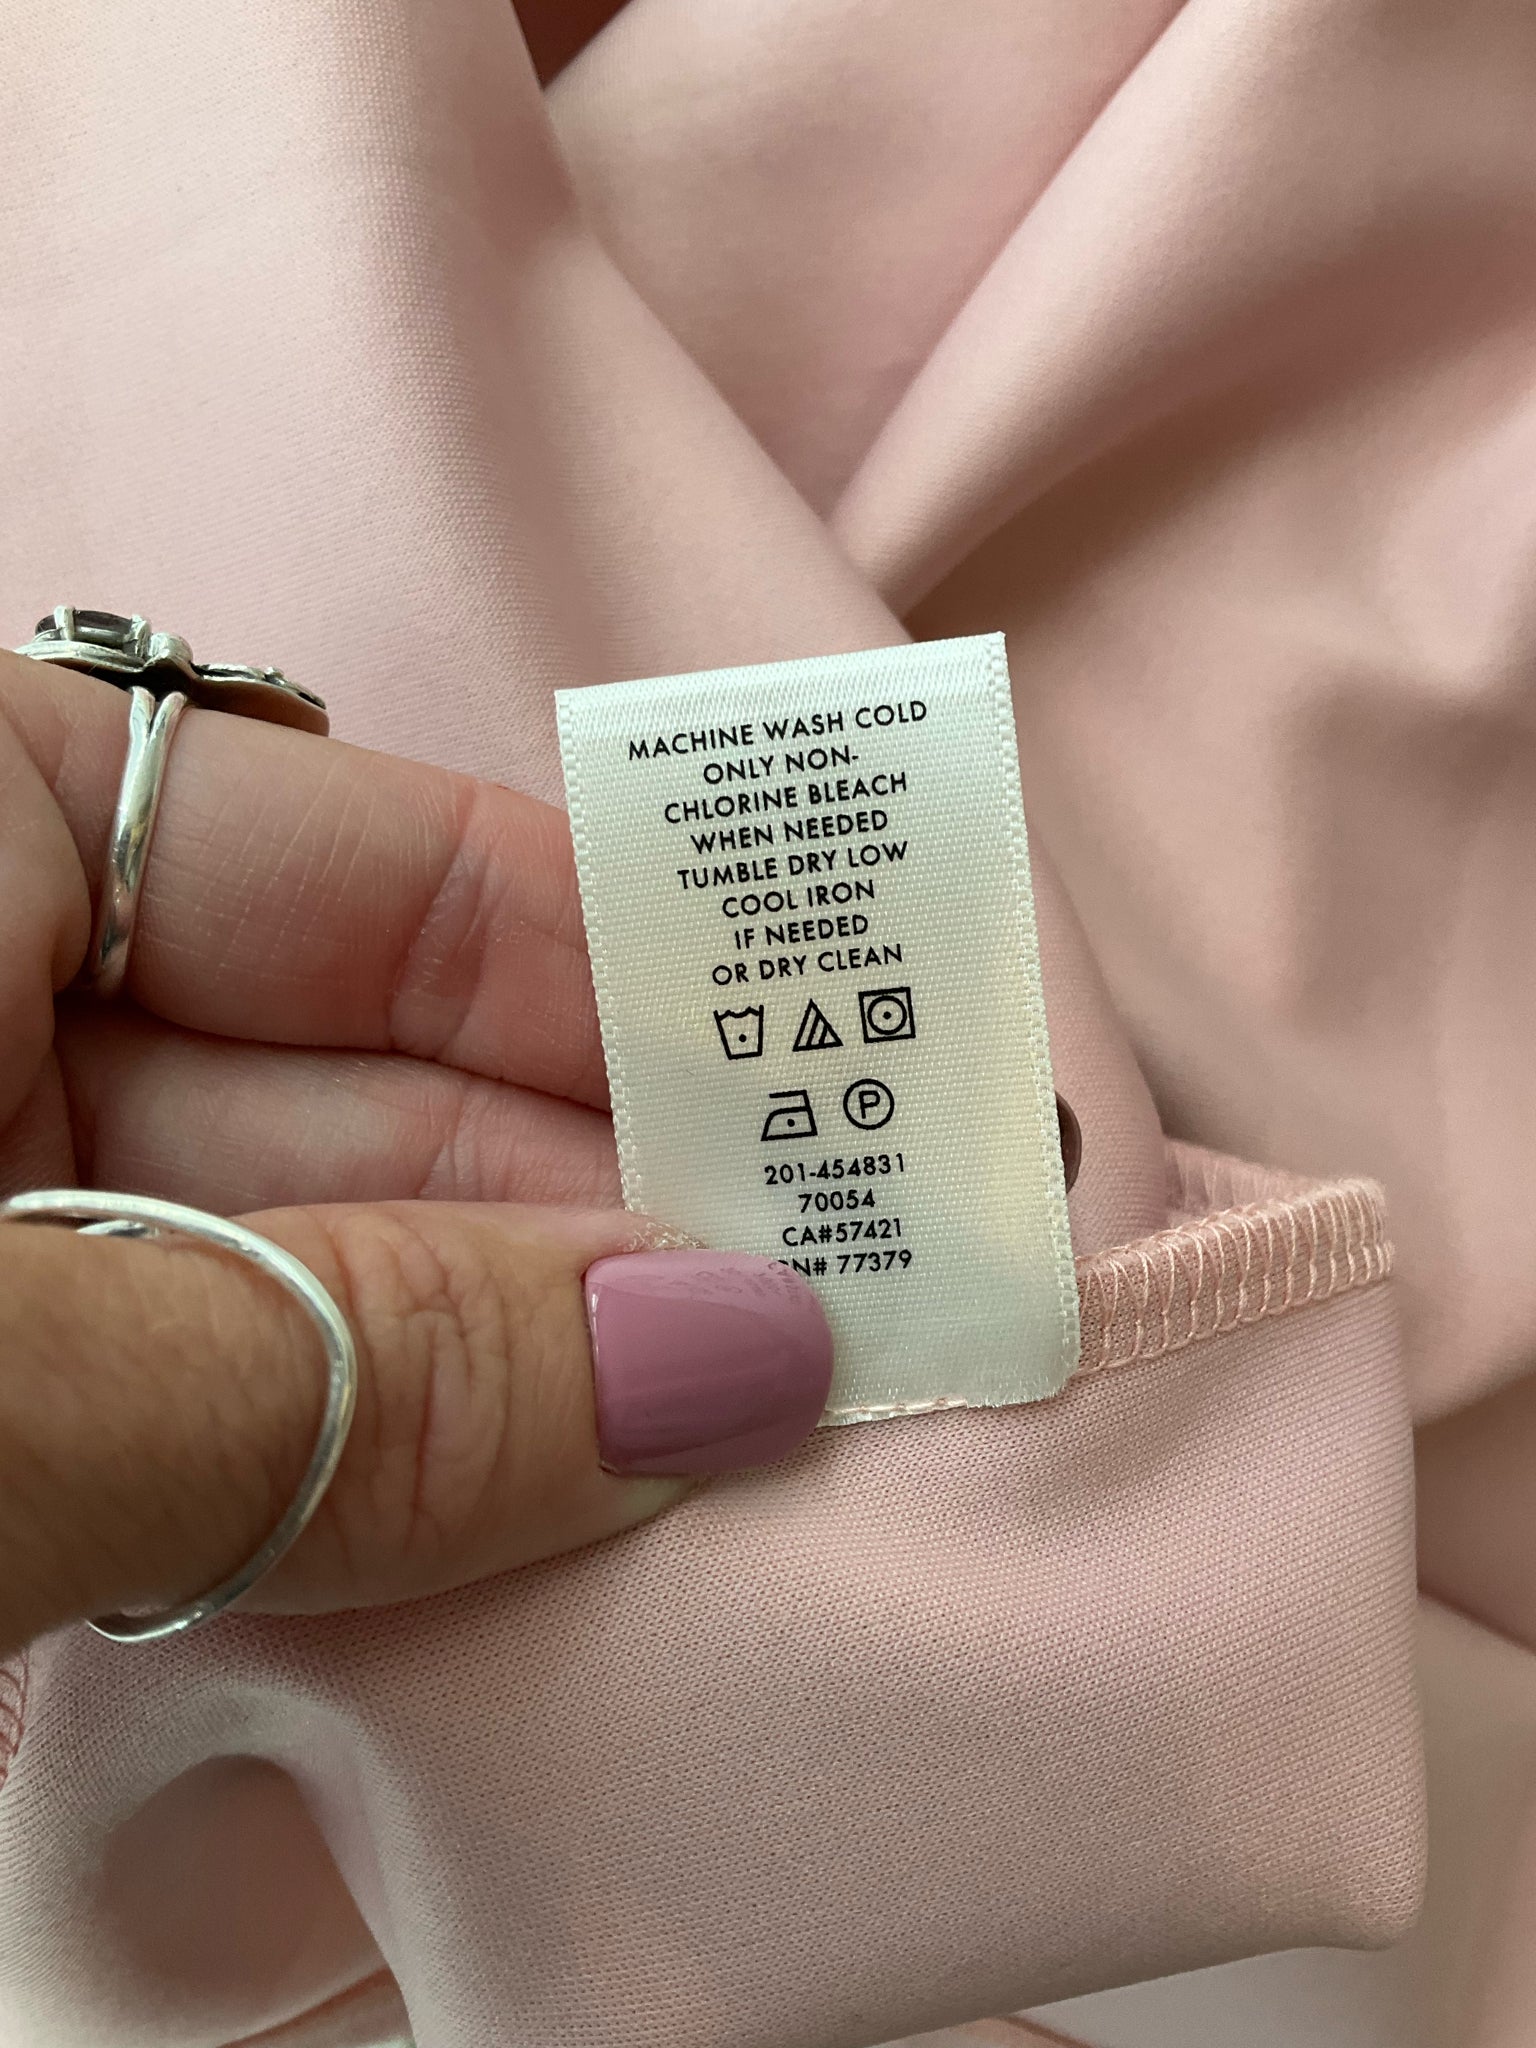 MACHINE WASH COLD
ONLY NON-
CHLORINE BLEACH
WHEN NEEDED
TUMBLE DRY LOW
COOL IRON
IF NEEDED
OR DRY CLEAN
P
201-454831
70054
CA#57421
77379